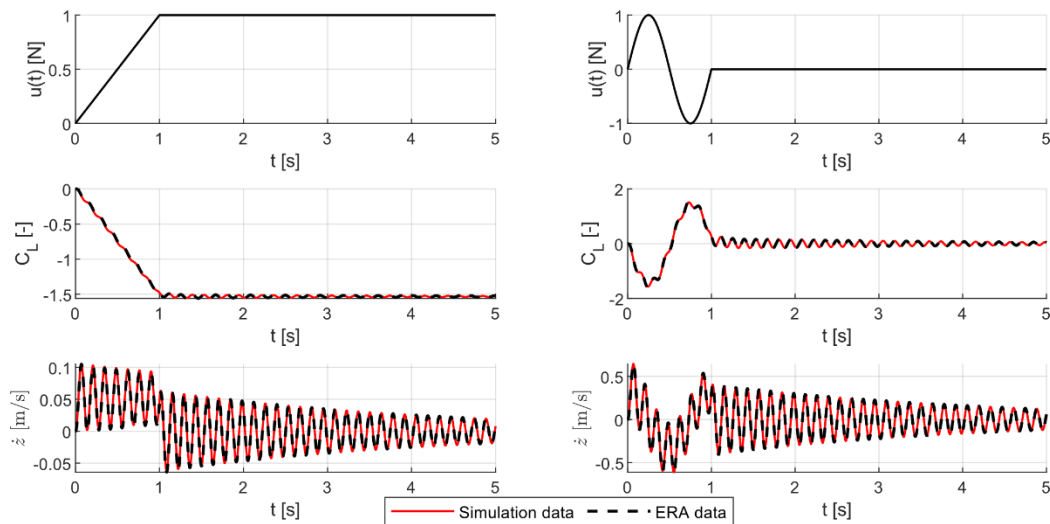 u(t) [N]
1
0.5
0
0 1 2 3 4 5
t [s]
u(t) [N]
1
0
-1
0 1 2 3 4 5
t [s]
C_L [-]
0
-0.5
-1
-1.5
0 1 2 3 4 5
t [s]
C_L [-]
2
0
-2
0 1 2 3 4 5
t [s]
ż [m/s]
0.1
0.05
0
-0.05
0 1 2 3 4 5
t [s]
ż [m/s]
0.5
0
-0.5
0 1 2 3 4 5
t [s]
Simulation data ERA data